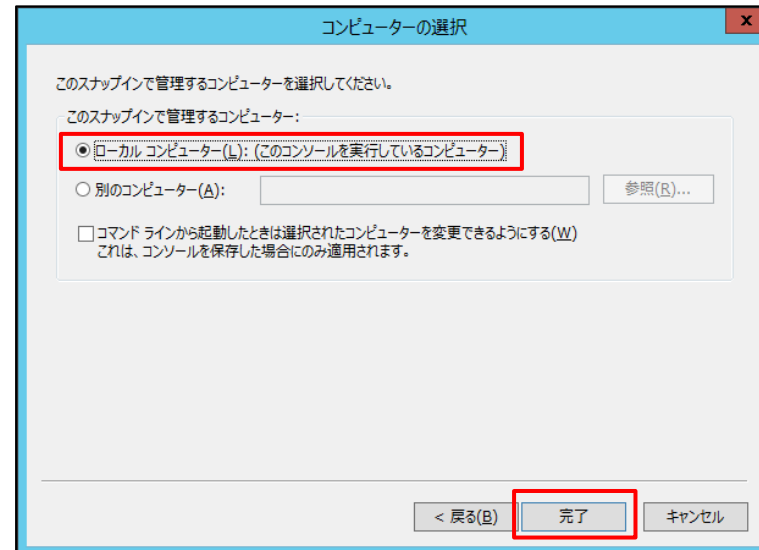 コンピューターの選択
x
このスナップインで管理するコンピューターを選択してください。
このスナップインで管理するコンピューター:
ローカル コンピューター(L): (このコンソールを実行しているコンピューター)
別のコンピューター(A):
参照(R)...
コマンド ラインから起動したときは選択されたコンピューターを変更できるようにする(W)
これは、コンソールを保存した場合にのみ適用されます。
< 戻る(B)
完了
キャンセル